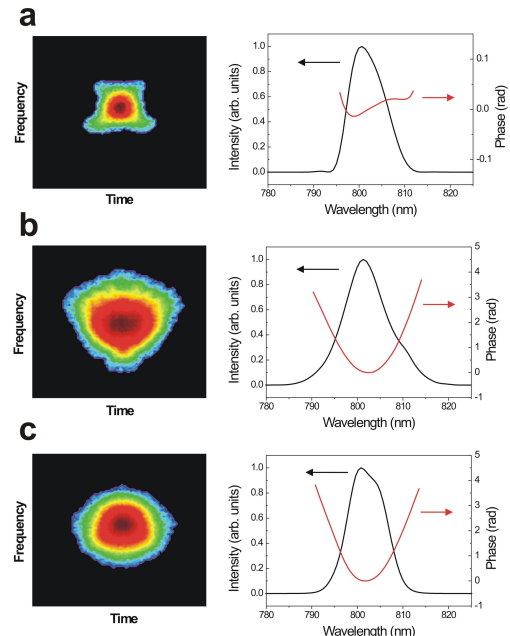 a
Frequency
Time
Intensity (arb. units)
1.0
0.8
0.6
0.4
0.2
0.0
780 790 800 810 820
Wavelength (nm)
0.1
0.0
-0.1
Phase (rad)
b
Frequency
Time
Intensity (arb. units)
1.0
0.8
0.6
0.4
0.2
0.0
780 790 800 810 820
Wavelength (nm)
5
4
3
2
1
0
-1
Phase (rad)
c
Frequency
Time
Intensity (arb. units)
1.0
0.8
0.6
0.4
0.2
0.0
780 790 800 810 820
Wavelength (nm)
5
4
3
2
1
0
-1
Phase (rad)